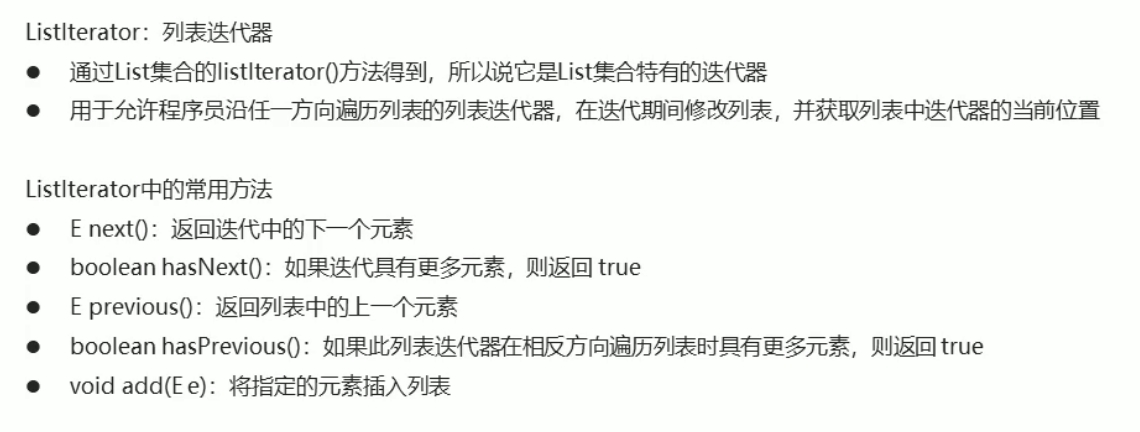 ListIterator：列表迭代器
● 通过List集合的listIterator()方法得到，所以说它是List集合特有的迭代器
● 用于允许程序员沿任一方向遍历列表的列表迭代器，在迭代期间修改列表，并获取列表中迭代器的当前位置
ListIterator中的常用方法
● E next()：返回迭代中的下一个元素
● boolean hasNext()：如果迭代具有更多元素，则返回 true
● E previous()：返回列表中的上一个元素
● boolean hasPrevious()：如果此列表迭代器在相反方向遍历列表时具有更多元素，则返回 true
● void add(E e)：将指定的元素插入列表